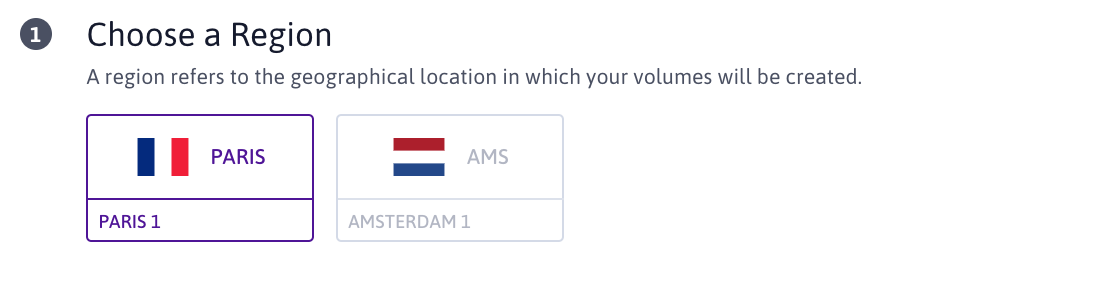 1
Choose a Region
A region refers to the geographical location in which your volumes will be created.
PARIS
AMS
PARIS 1
AMSTERDAM 1